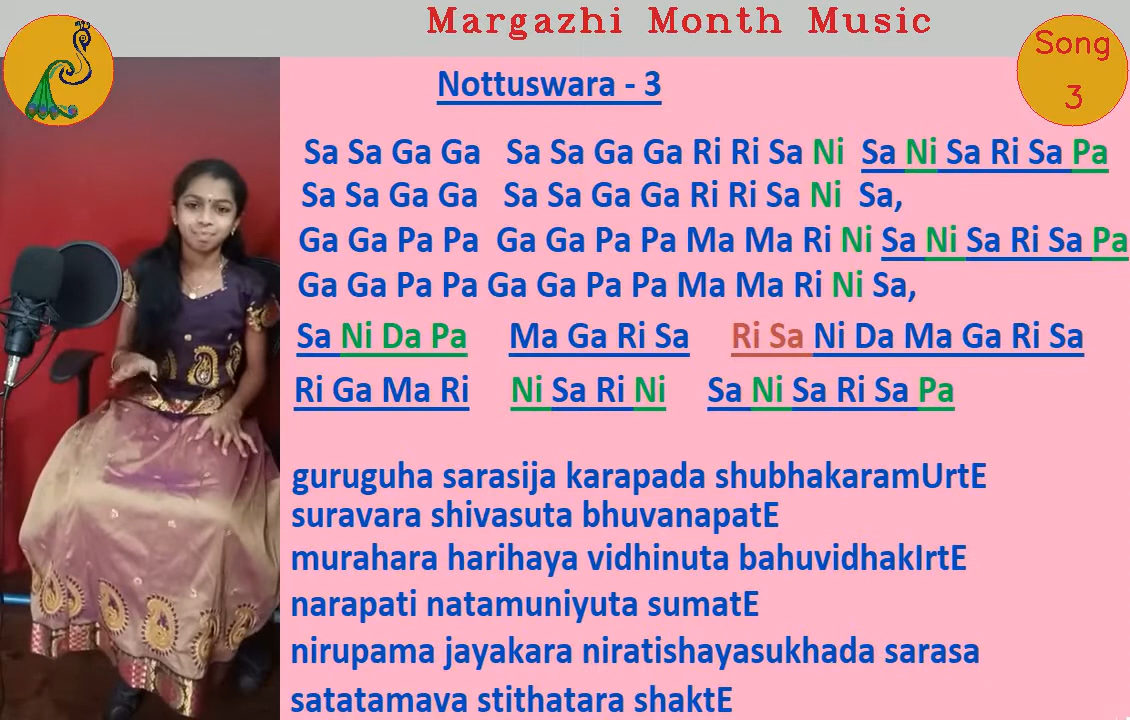 Margazhi Month Music
Song
3
Nottuswara - 3
Sa Sa Ga Ga Sa Sa Ga Ga Ri Ri Sa Ni Sa Ni Sa Ri Sa Pa
Sa Sa Ga Ga Sa Sa Ga Ga Ri Ri Sa Ni Sa,
Ga Ga Pa Pa Ga Ga Pa Pa Ma Ma Ri Ni Sa Ni Sa Ri Sa Pa
Ga Ga Pa Pa Ga Ga Pa Pa Ma Ma Ri Ni Sa,
Sa Ni Da Pa Ma Ga Ri Sa Ri Sa Ni Da Ma Ga Ri Sa
Ri Ga Ma Ri Ni Sa Ri Ni Sa Ni Sa Ri Sa Pa
guruguha sarasija karapada shubhakaramUrtE
suravara shivasuta bhuvanapatE
murahara harihaya vidhinuta bahuvidhakIrtE
narapati natamuniyuta sumatE
nirupama jayakara niratishayasukhada sarasa
satatamava stithatara shaktE